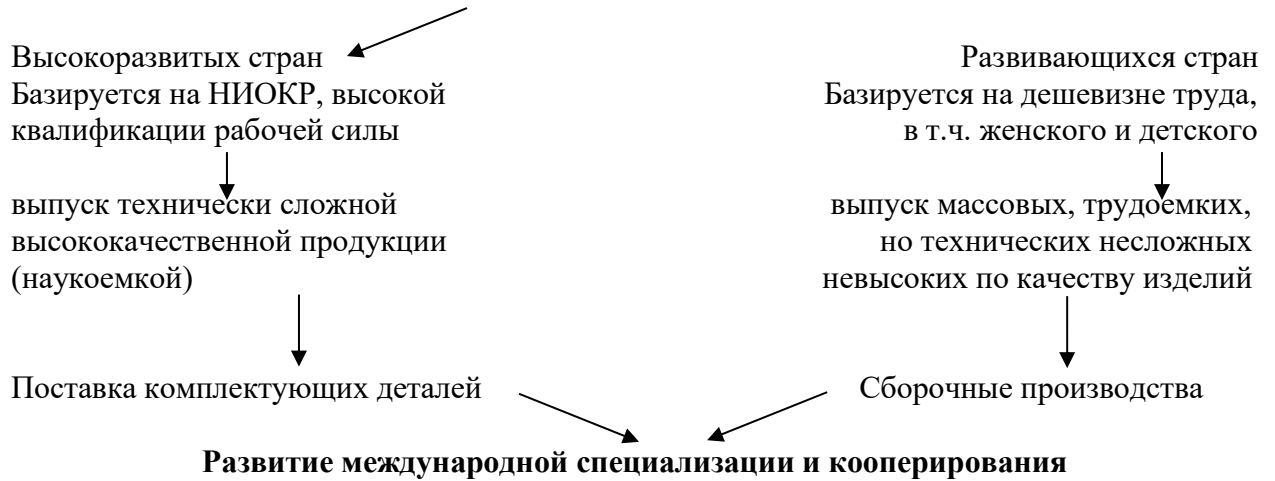 Высокоразвитых стран
Базируется на НИОКР, высокой
квалификации рабочей силы
выпуск технически сложной
высококачественной продукции
(наукоемкой)
Поставка комплектующих деталей
Развивающихся стран
Базируется на дешевизне труда,
в т.ч. женского и детского
выпуск массовых, трудоемких,
но технических несложных
невысоких по качеству изделий
Сборочные производства
Развитие международной специализации и кооперирования